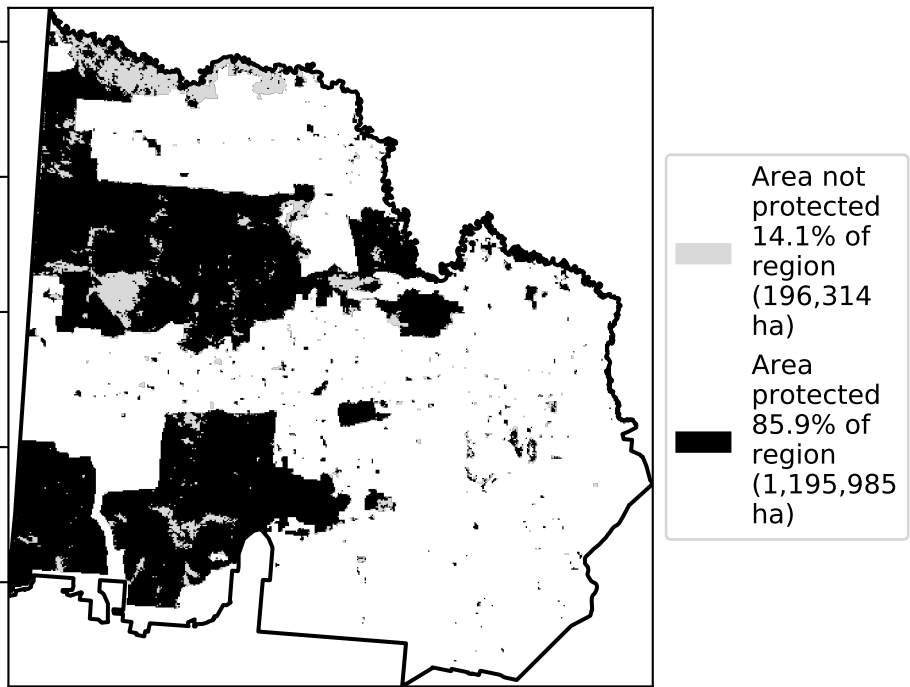 Area not
protected
14.1% of
region
(196,314
ha)
Area
protected
85.9% of
region
(1,195,985
ha)